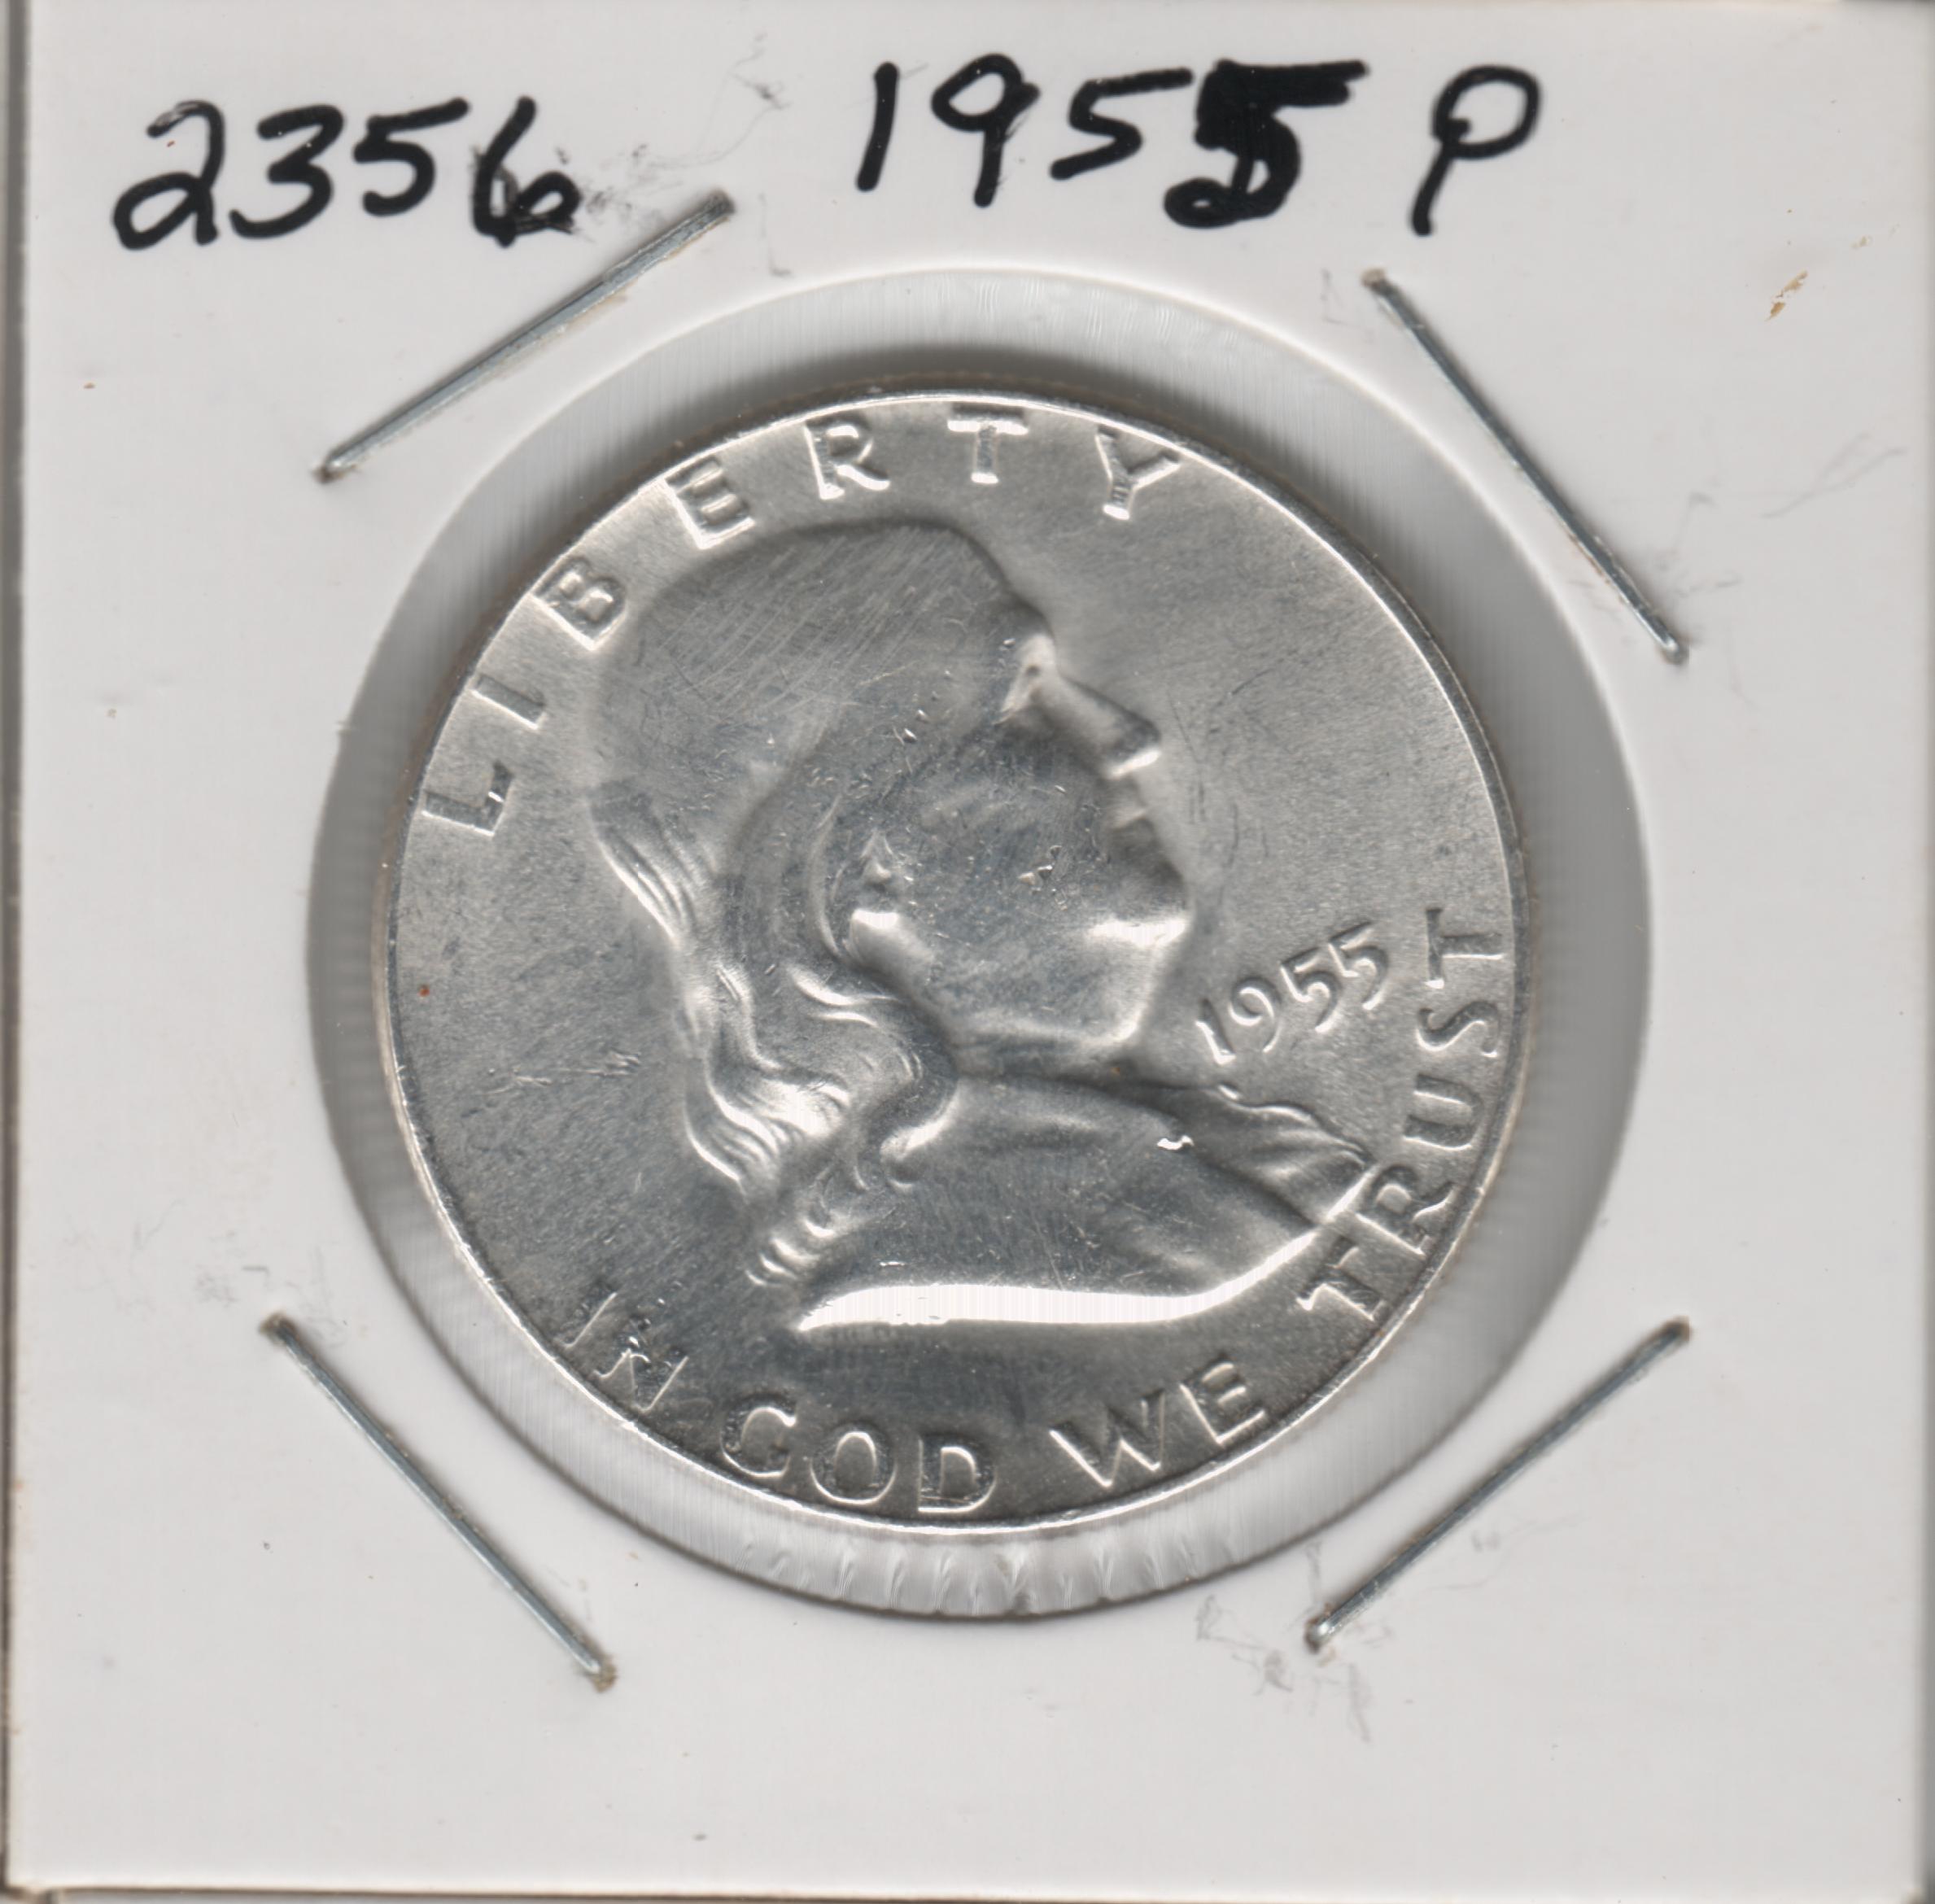 2356 1955 P
LIBERTY
1955
IN GOD WE TRUST